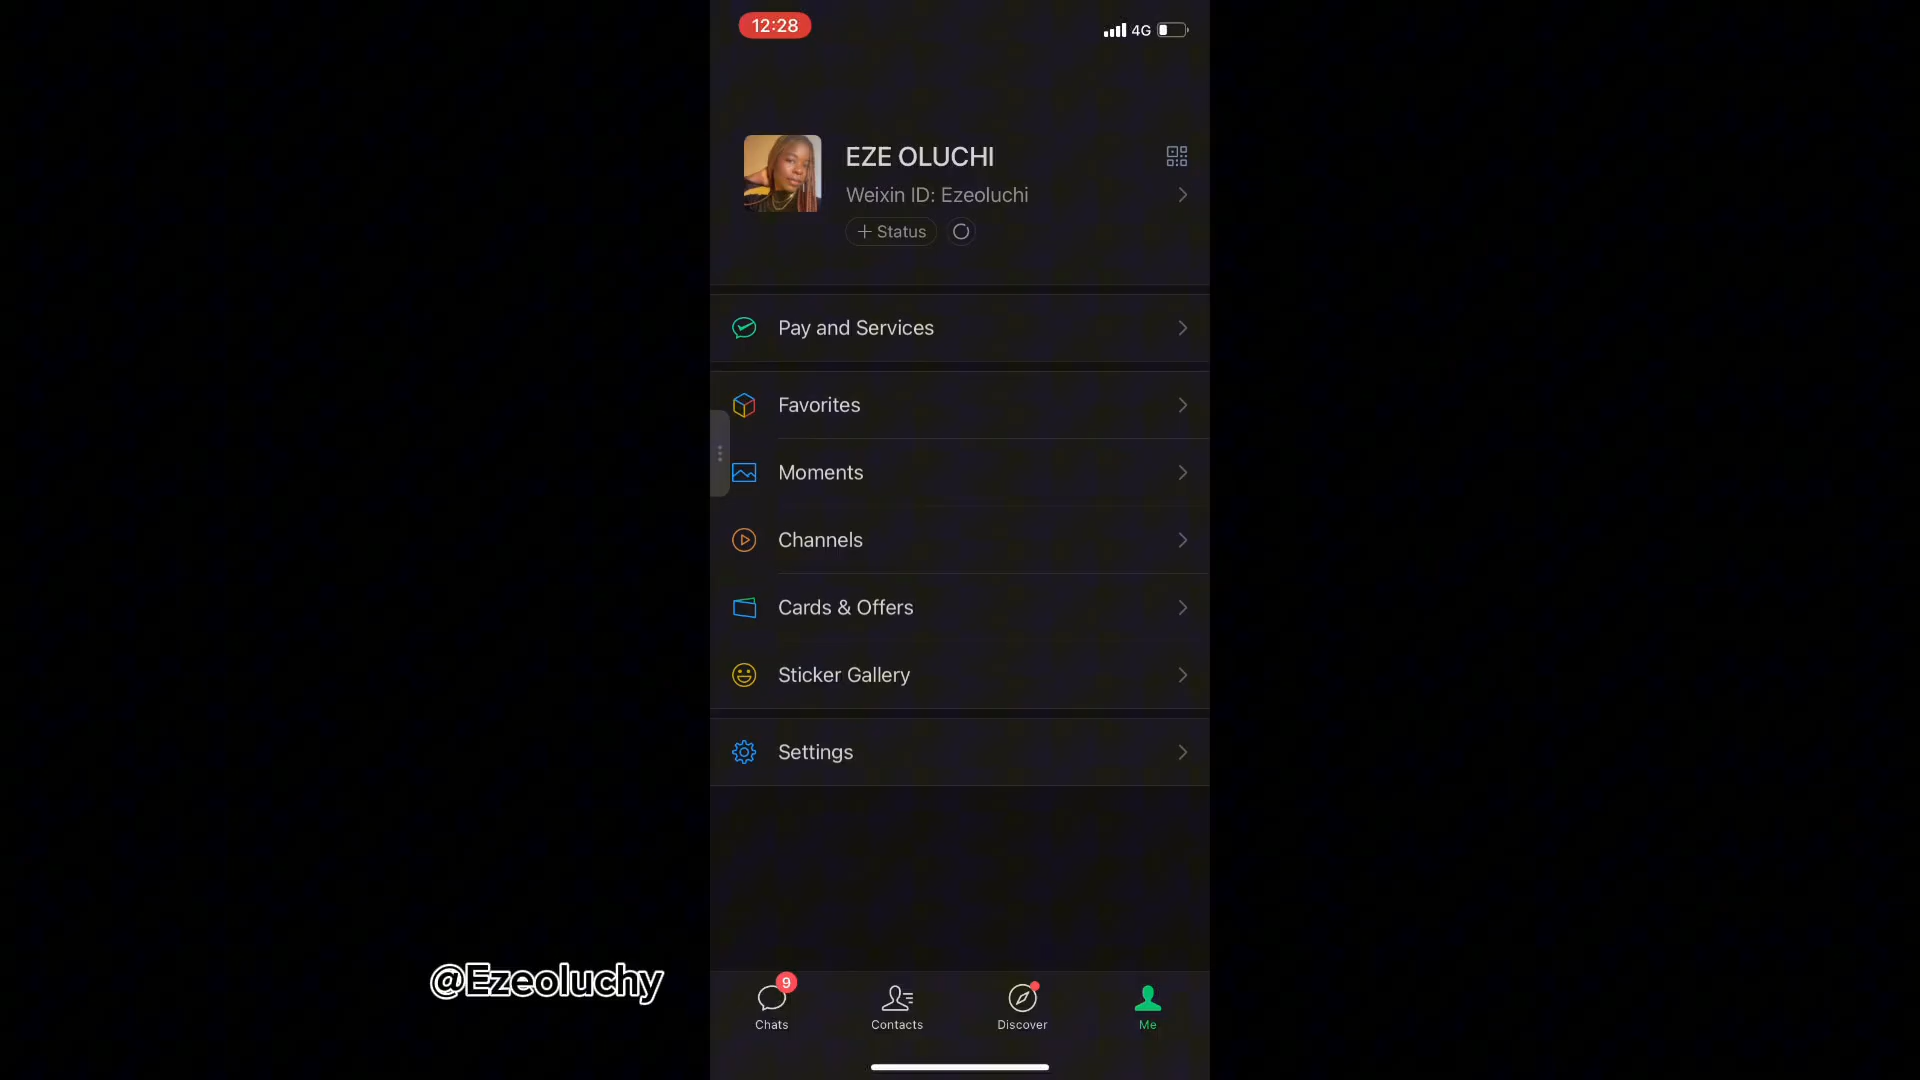 12:28
4G
EZE OLUCHI
Weixin ID: Ezeoluchi
+ Status
Pay and Services
Favorites
Moments
Channels
Cards & Offers
Sticker Gallery
Settings
@Ezeoluchy
9
Chats
Contacts
Discover
Me